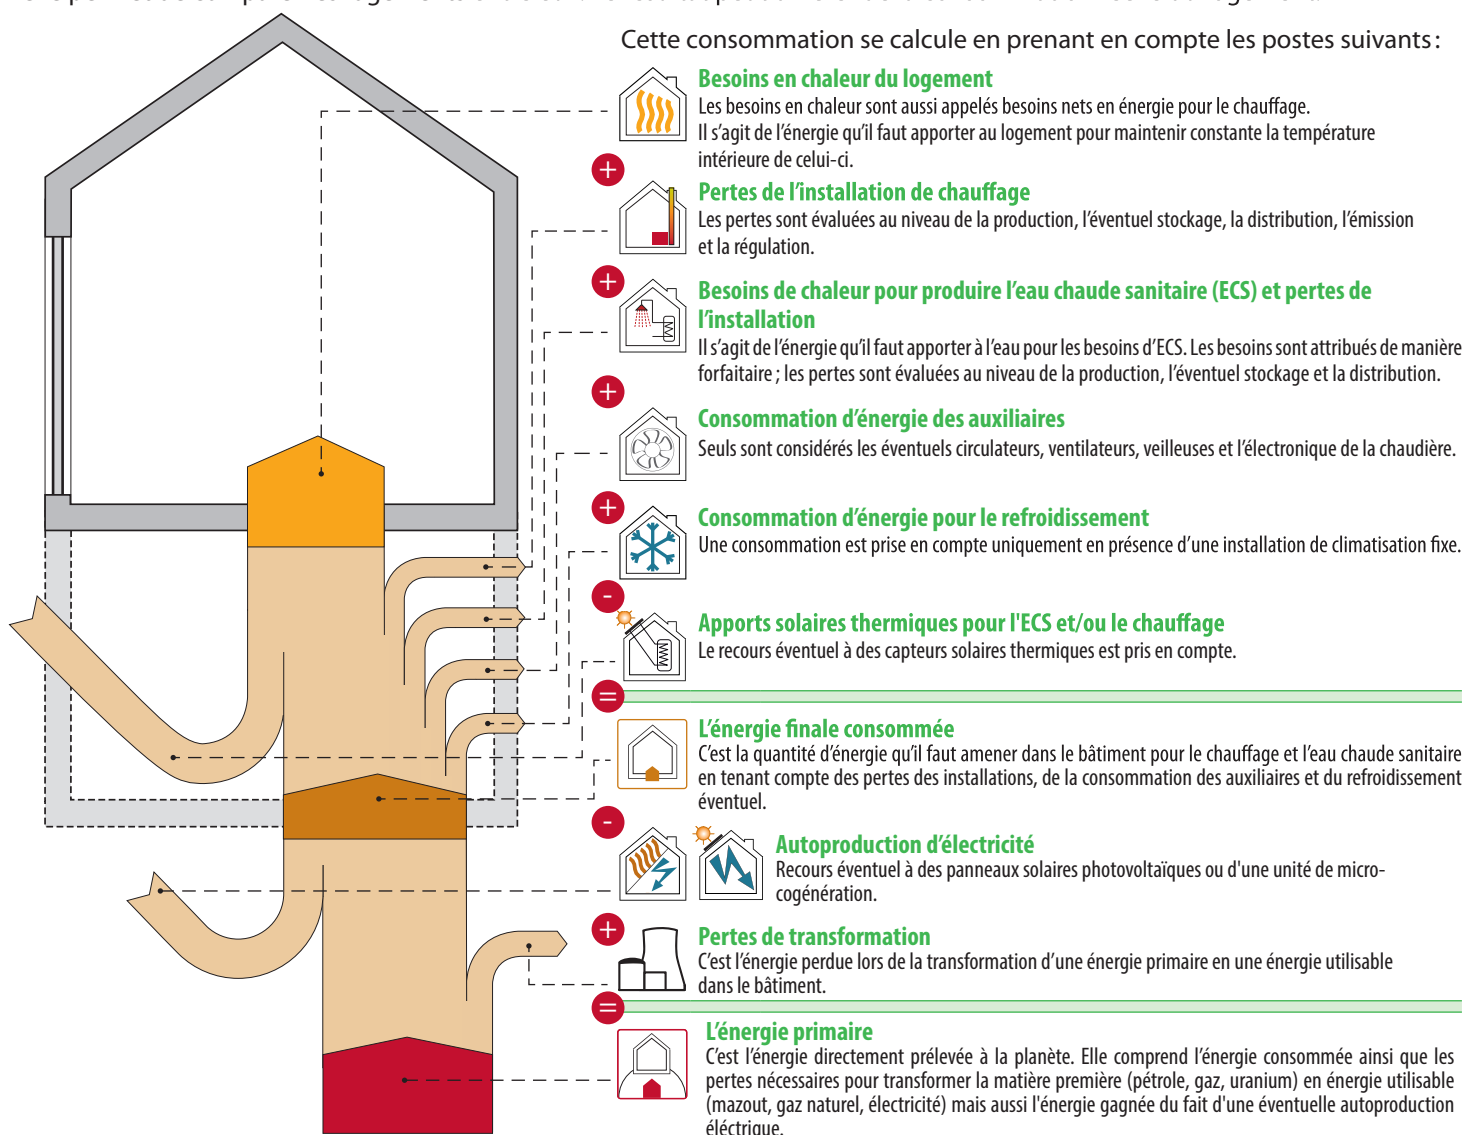 Cette consommation se calcule en prenant en compte les postes suivants :
Besoins en chaleur du logement
Les besoins en chaleur sont aussi appelés besoins nets en énergie pour le chauffage.
Il s'agit de l'énergie qu'il faut apporter au logement pour maintenir constante la température
intérieure de celui-ci.
+
Pertes de l'installation de chauffage
Les pertes sont évaluées au niveau de la production, l'éventuel stockage, la distribution, l'émission
et la régulation.
+
Besoins de chaleur pour produire l'eau chaude sanitaire (ECS) et pertes de
l'installation
Il s'agit de l'énergie qu'il faut apporter à l'eau pour les besoins d'ECS. Les besoins sont attribués de manière
forfaitaire ; les pertes sont évaluées au niveau de la production, l'éventuel stockage et la distribution.
+
Consommation d'énergie des auxiliaires
Seuls sont considérés les éventuels circulateurs, ventilateurs, veilleuses et l'électronique de la chaudière.
+
Consommation d'énergie pour le refroidissement
Une consommation est prise en compte uniquement en présence d'une installation de climatisation fixe.
-
Apports solaires thermiques pour l'ECS et/ou le chauffage
Le recours éventuel à des capteurs solaires thermiques est pris en compte.
=
L'énergie finale consommée
C'est la quantité d'énergie qu'il faut amener dans le bâtiment pour le chauffage et l'eau chaude sanitaire
en tenant compte des pertes des installations, de la consommation des auxiliaires et du refroidissement
éventuel.
-
Autoproduction d'électricité
Recours éventuel à des panneaux solaires photovoltaïques ou d'une unité de micro-
cogénération.
+
Pertes de transformation
C'est l'énergie perdue lors de la transformation d'une énergie primaire en une énergie utilisable
dans le bâtiment.
=
L'énergie primaire
C'est l'énergie directement prélevée à la planète. Elle comprend l'énergie consommée ainsi que les
pertes nécessaires pour transformer la matière première (pétrole, gaz, uranium) en énergie utilisable
(mazout, gaz naturel, électricité) mais aussi l'énergie gagnée du fait d'une éventuelle autoproduction
éléctrique.